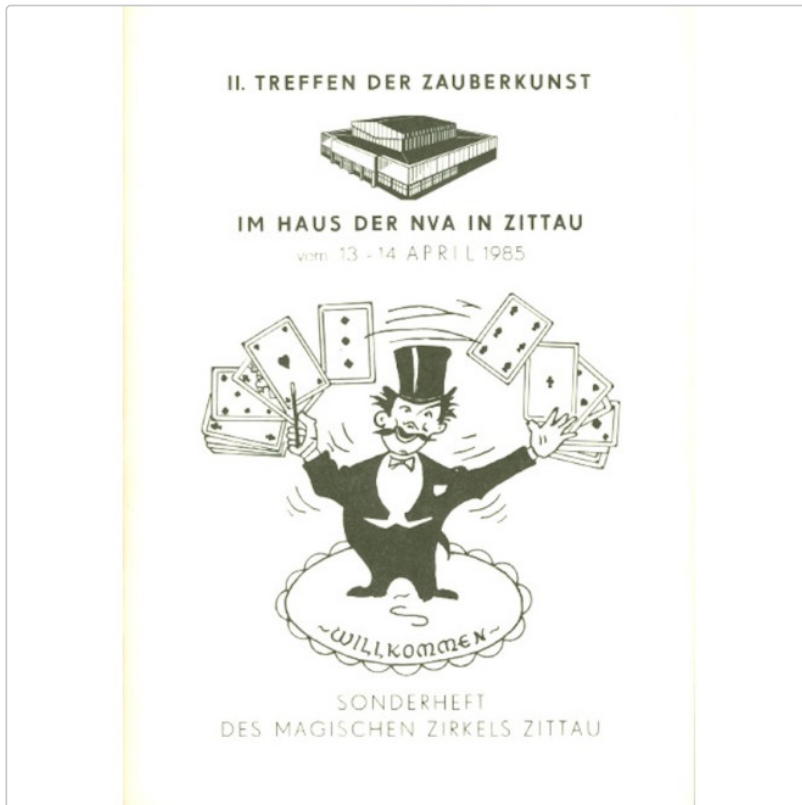 II. TREFFEN DER ZAUBERKUNST
IM HAUS DER NVA IN ZITTAU
vom 13 - 14 APRIL 1985
~WILLKOMMEN~
SONDERHEFT
DES MAGISCHEN ZIRKELS ZITTAU